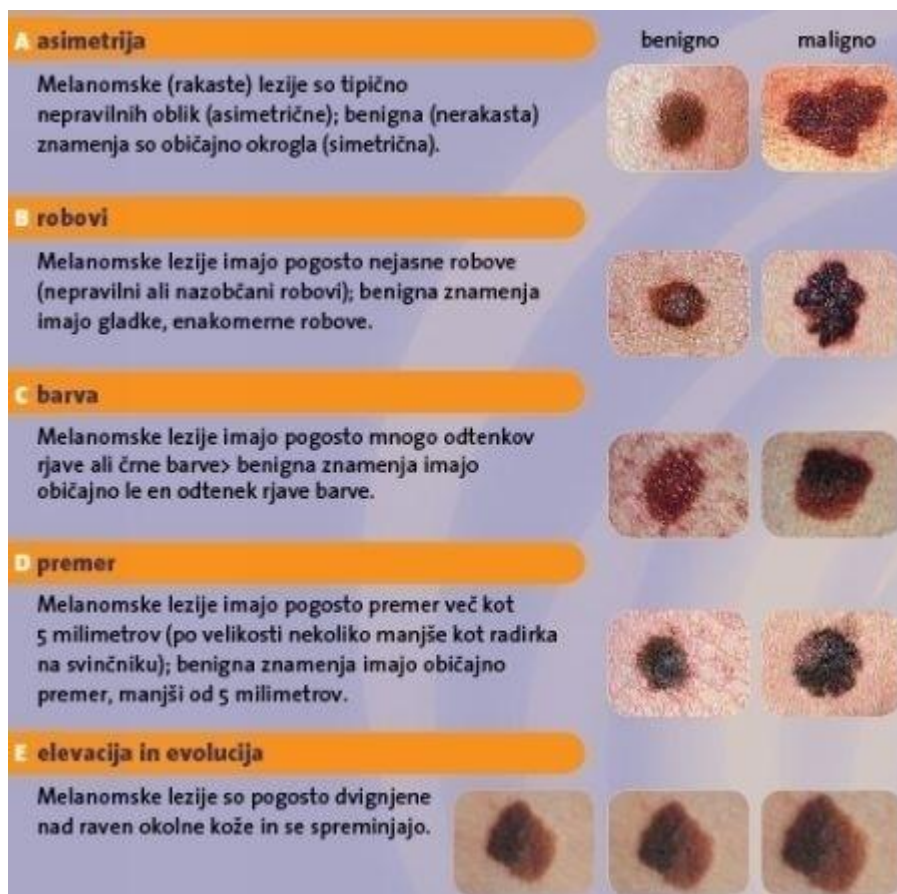 A asimetrija
benigno maligno
Melanomske (rakaste) lezije so tipično
nepravilnih oblik (asimetrične); benigna (nerakasta)
znamenja so običajno okrogla (simetrična).
B robovi
Melanomske lezije imajo pogosto nejasne robove
(nepravilni ali nazobčani robovi); benigna znamenja
imajo gladke, enakomerne robove.
C barva
Melanomske lezije imajo pogosto mnogo odtenkov
rjave ali črne barve> benigna znamenja imajo
običajno le en odtenek rjave barve.
D premer
Melanomske lezije imajo pogosto premer več kot
5 milimetrov (po velikosti nekoliko manjše kot radirka
na svinčniku); benigna znamenja imajo običajno
premer, manjši od 5 milimetrov.
E elevacija in evolucija
Melanomske lezije so pogosto dvignjene
nad raven okolne kože in se spreminjajo.